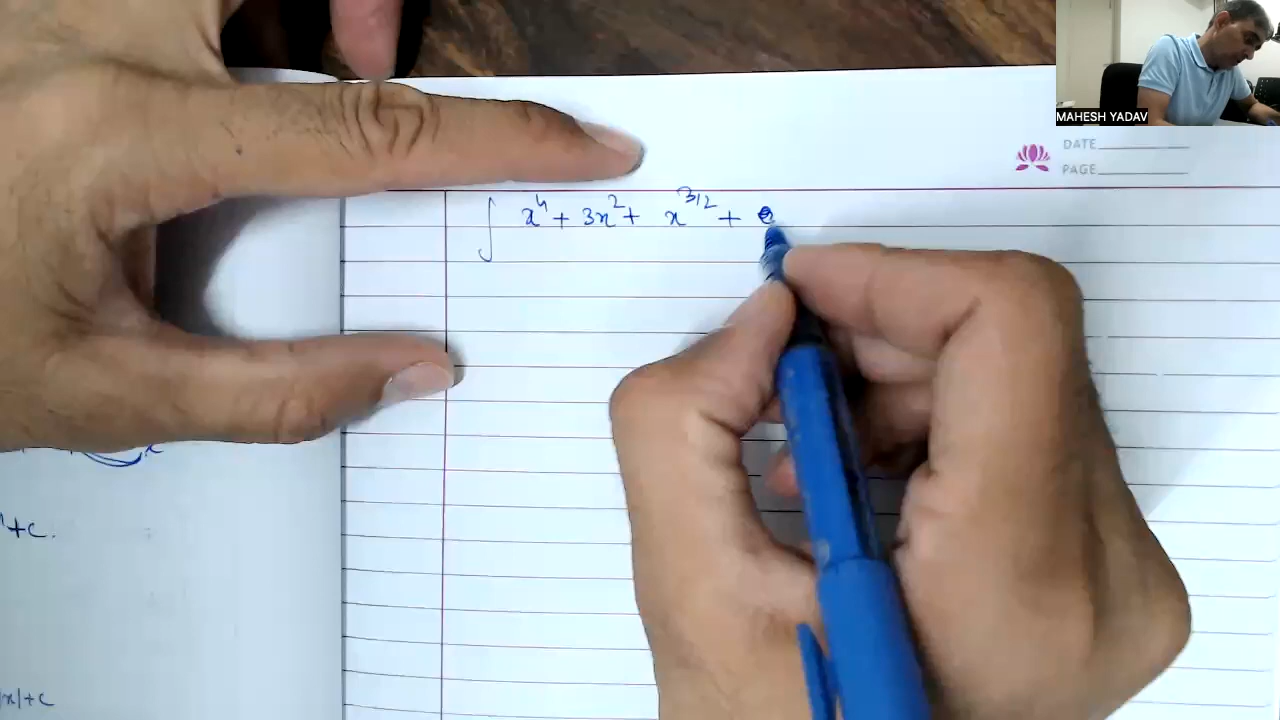 MAHESH YADAV
DATE
PAGE
∫ x⁴ + 3x² + x^3/2 +
+c.
|x|+c